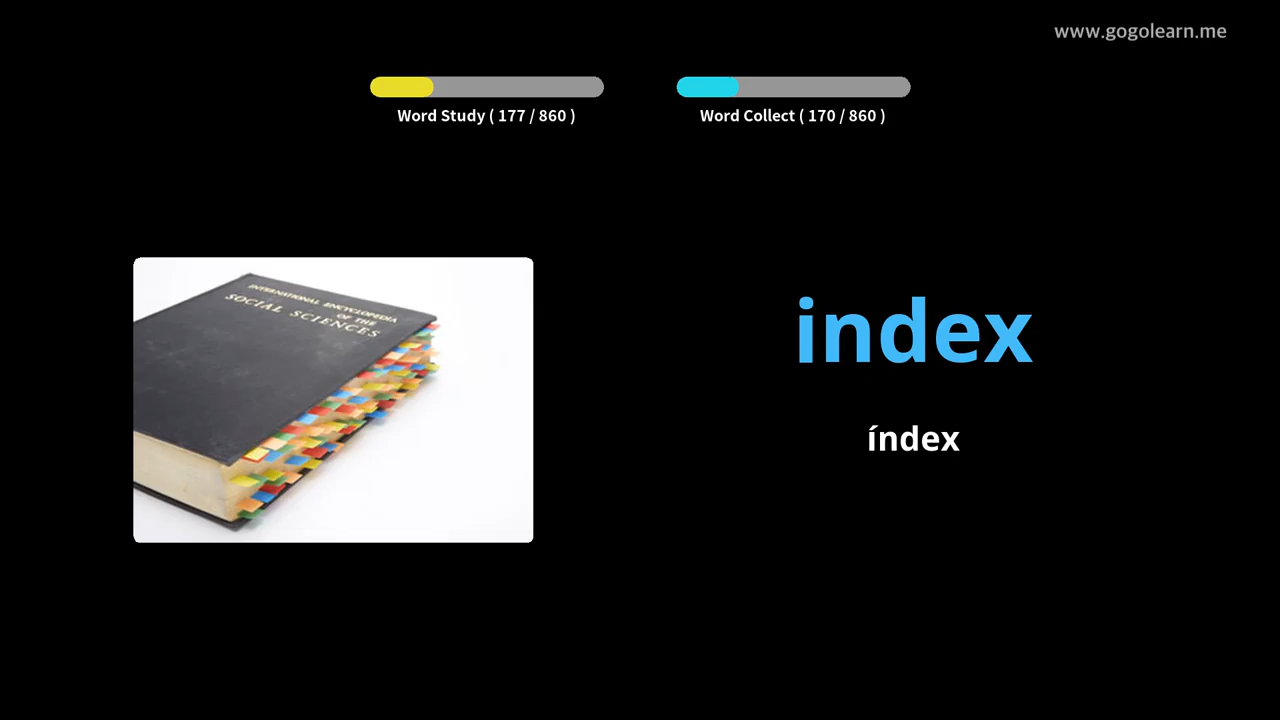 www.gogolearn.me
Word Study ( 177 / 860 )
Word Collect ( 170 / 860 )
INTERNATIONAL ENCYCLOPEDIA
OF THE
SOCIAL SCIENCES
index
índex